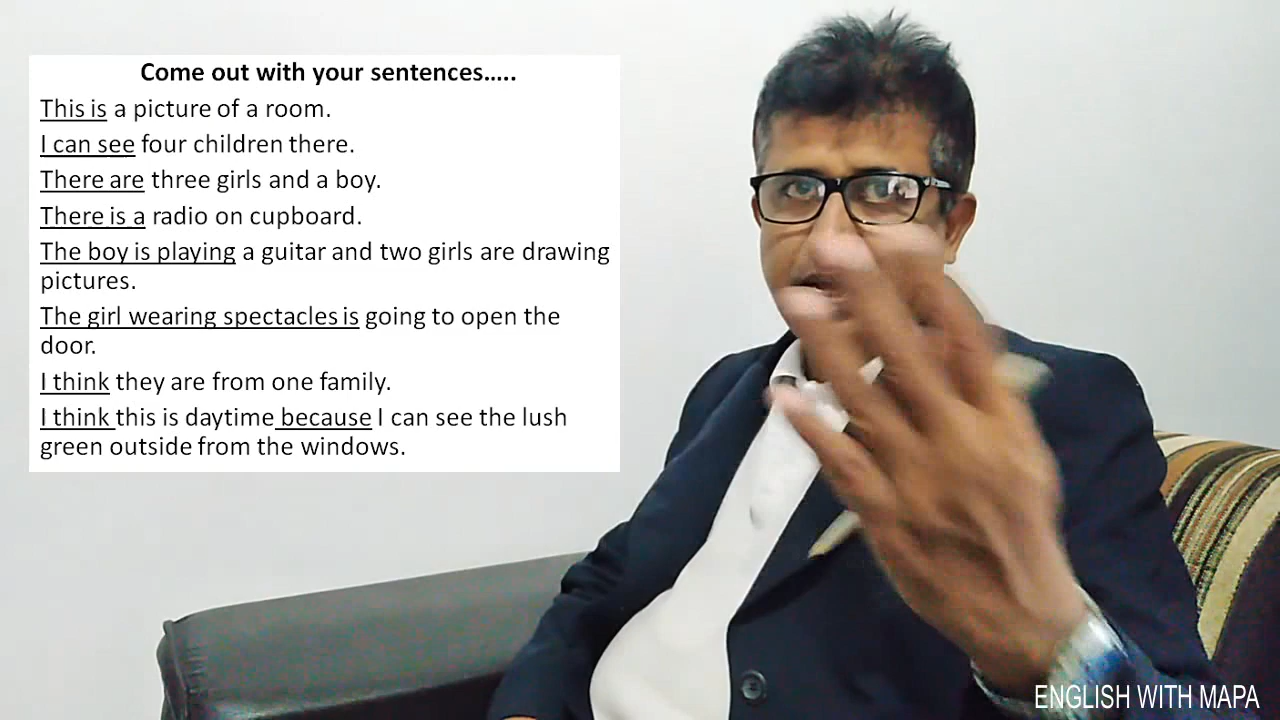 Come out with your sentences.....
This is a picture of a room.
I can see four children there.
There are three girls and a boy.
There is a radio on cupboard.
The boy is playing a guitar and two girls are drawing
pictures.
The girl wearing spectacles is going to open the
door.
I think they are from one family.
I think this is daytime because I can see the lush
green outside from the windows.
ENGLISH WITH MAPA